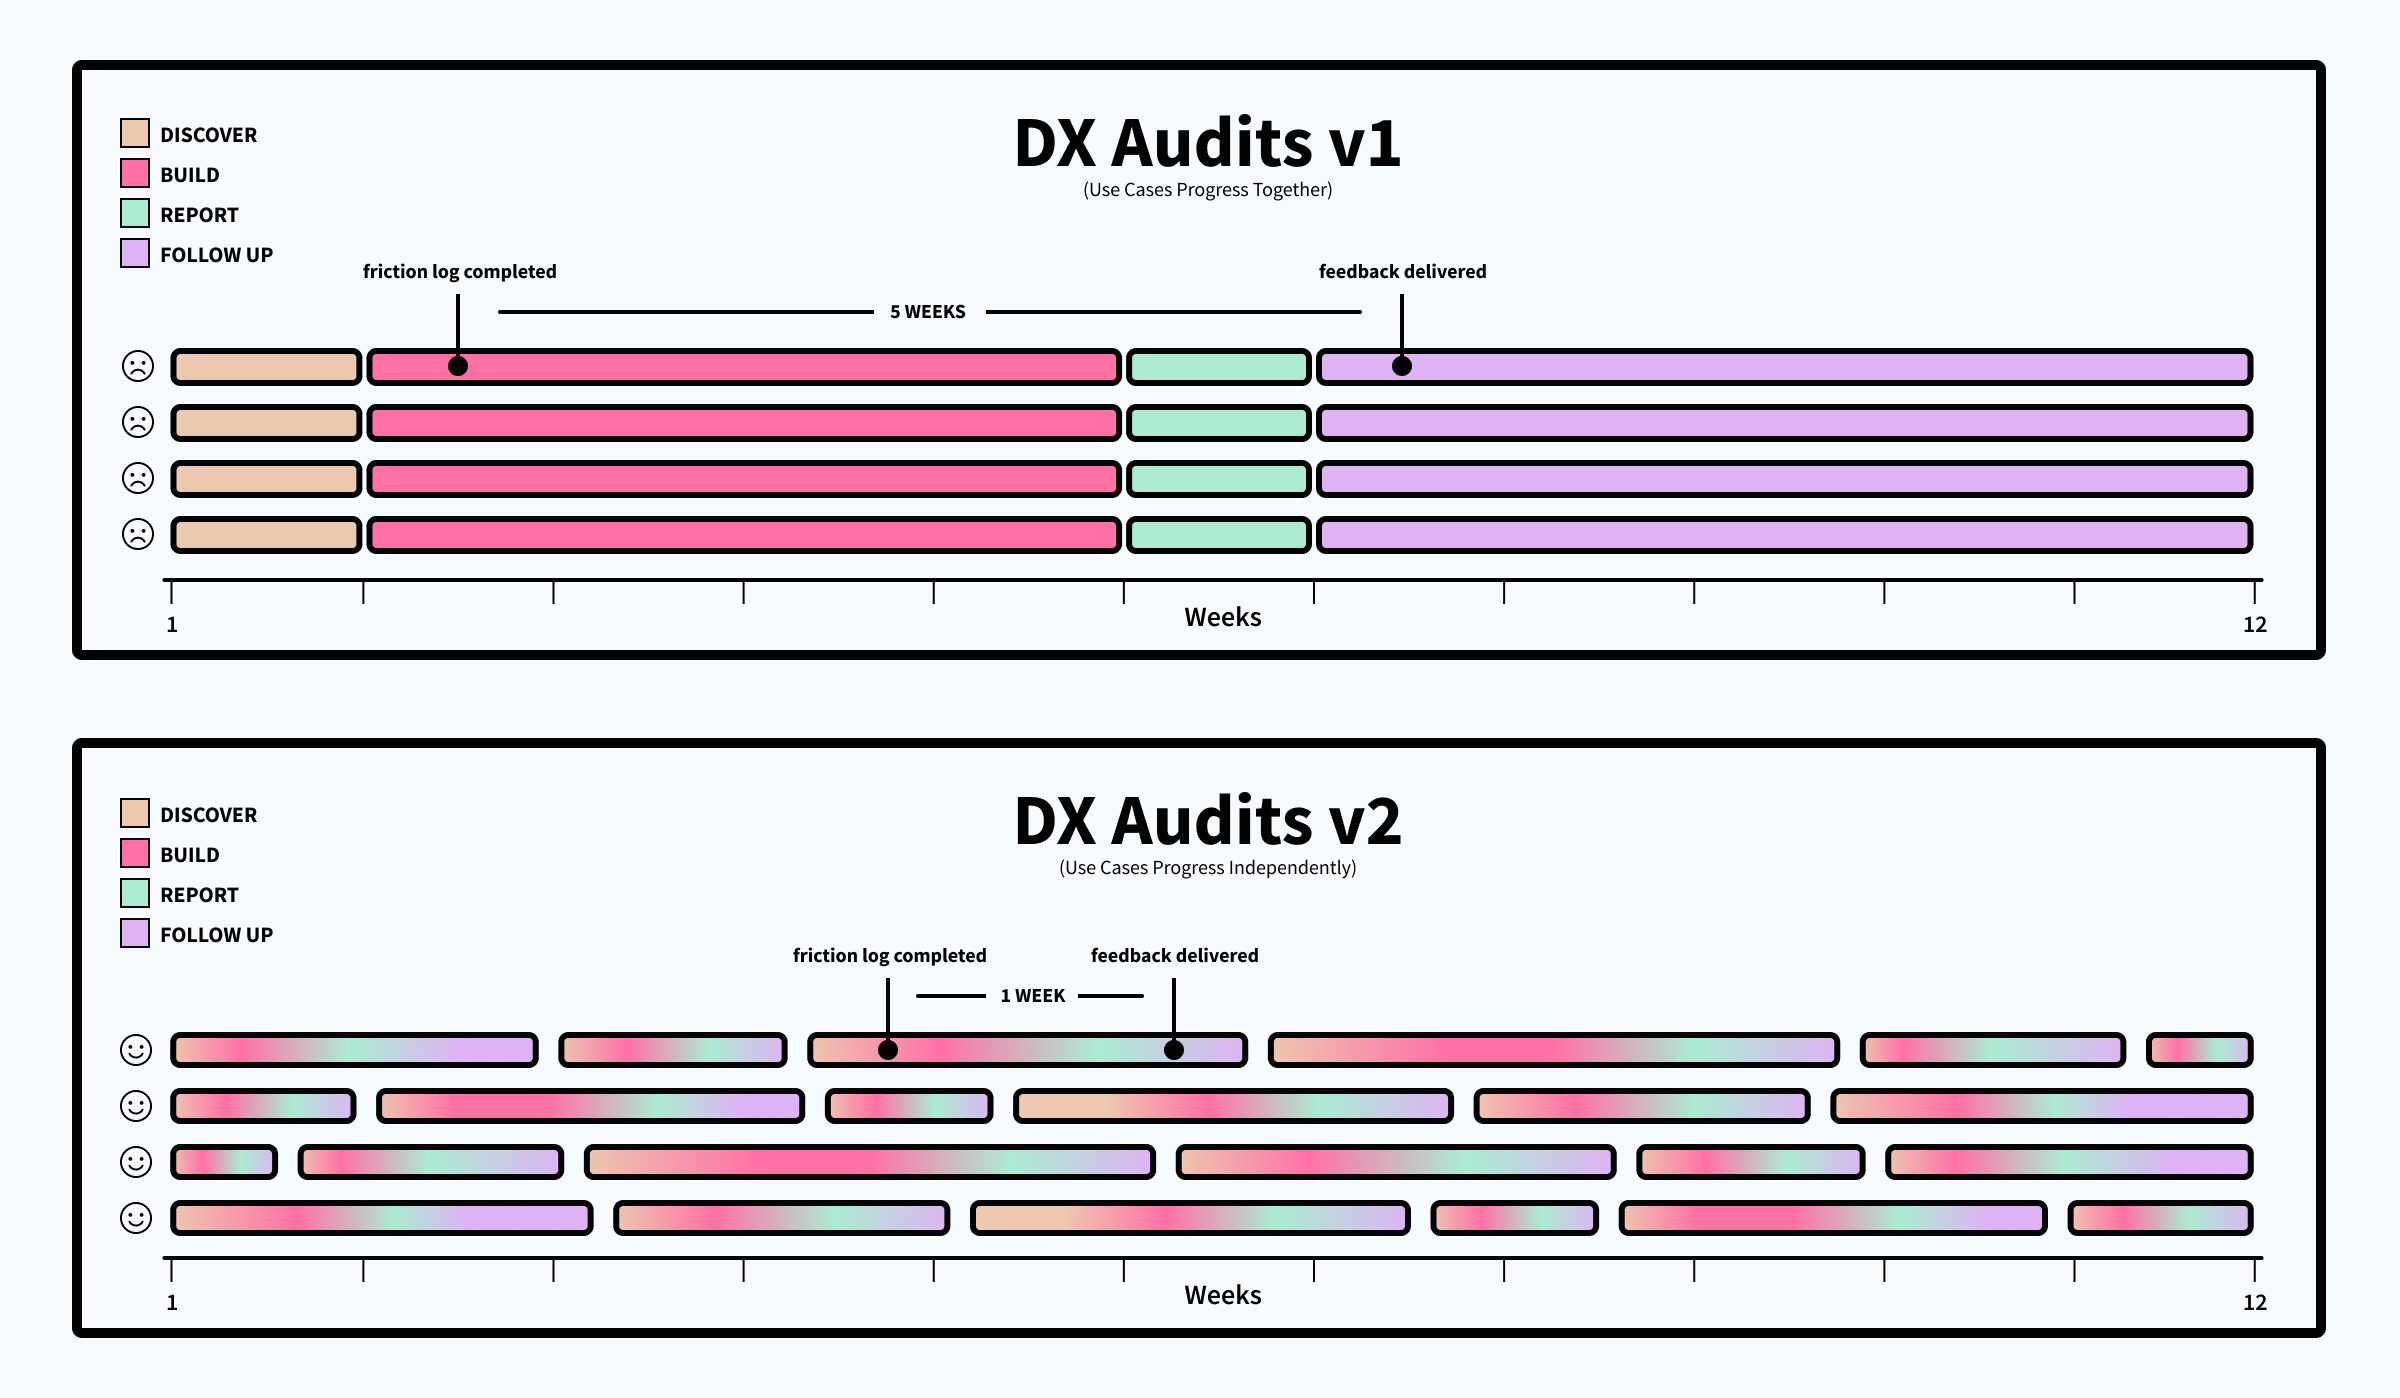 DX Audits v1
(Use Cases Progress Together)
DISCOVER
BUILD
REPORT
FOLLOW UP
friction log completed
feedback delivered
5 WEEKS
Weeks
1
12
DX Audits v2
(Use Cases Progress Independently)
DISCOVER
BUILD
REPORT
FOLLOW UP
friction log completed
feedback delivered
1 WEEK
Weeks
1
12